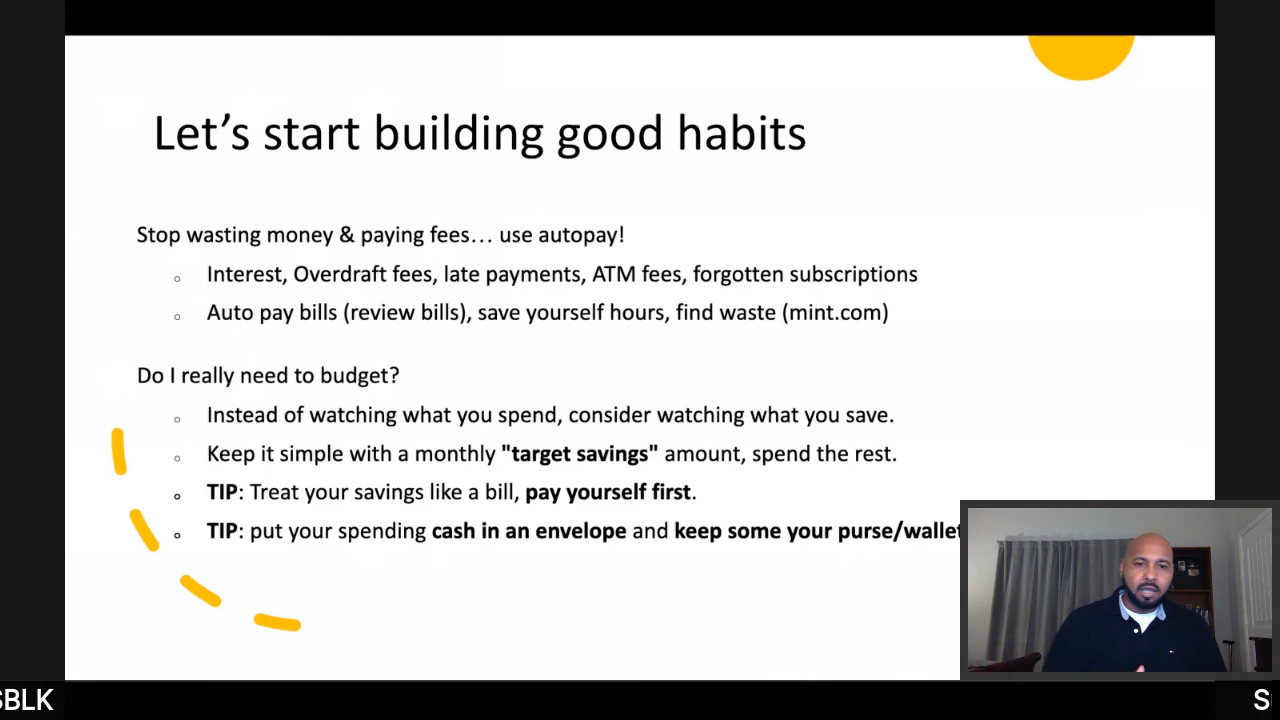 Let's start building good habits
Stop wasting money & paying fees… use autopay!
Interest, Overdraft fees, late payments, ATM fees, forgotten subscriptions
Auto pay bills (review bills), save yourself hours, find waste (mint.com)
Do I really need to budget?
Instead of watching what you spend, consider watching what you save.
Keep it simple with a monthly "target savings" amount, spend the rest.
TIP: Treat your savings like a bill, pay yourself first.
TIP: put your spending cash in an envelope and keep some your purse/wallet
SBLK
S